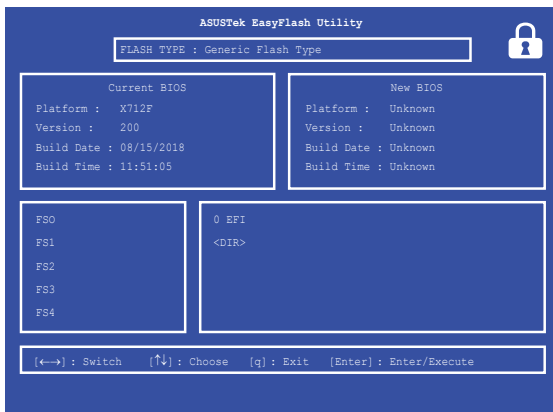 ASUSTek EasyFlash Utility
FLASH TYPE : Generic Flash Type
Current BIOS
Platform : X712F
Version : 200
Build Date : 08/15/2018
Build Time : 11:51:05
New BIOS
Platform : Unknown
Version : Unknown
Build Date : Unknown
Build Time : Unknown
FSO
FS1
FS2
FS3
FS4
0 EFI
<DIR>
[←→] : Switch [↑↓] : Choose [q] : Exit [Enter] : Enter/Execute